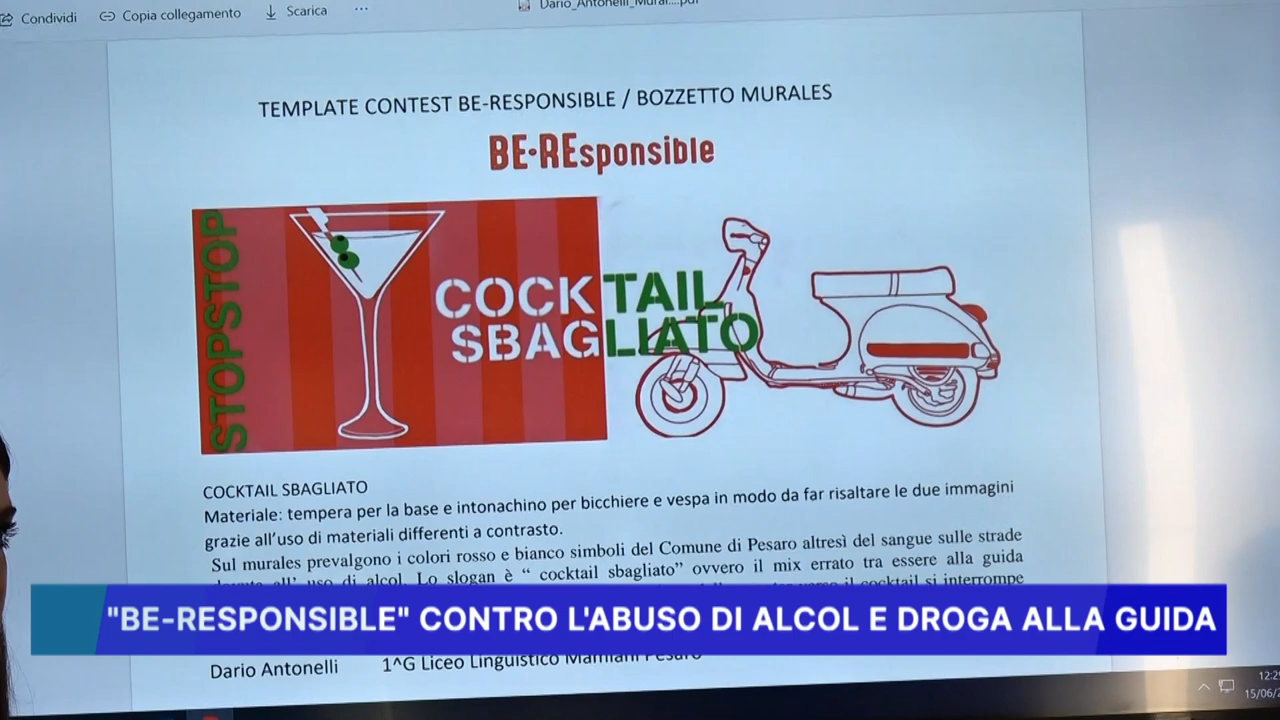 Condividi
Copia collegamento
Scarica
...
TEMPLATE CONTEST BE-RESPONSIBLE / BOZZETTO MURALES
BE·REsponsible
STOPSTOP
COCKTAIL
SBAGLIATO
COCKTAIL SBAGLIATO
Materiale: tempera per la base e intonachino per bicchiere e vespa in modo da far risaltare le due immagini
grazie all'uso di materiali differenti a contrasto.
Sul murales prevalgono i colori rosso e bianco simboli del Comune di Pesaro altresì del sangue sulle strade
uso di alcol. Lo slogan è " cocktail sbagliato" ovvero il mix errato tra essere alla guida
il cocktail si interrompe
"BE-RESPONSIBLE" CONTRO L'ABUSO DI ALCOL E DROGA ALLA GUIDA
Dario Antonelli 1^G Liceo Linguistico Mamiani Pesaro